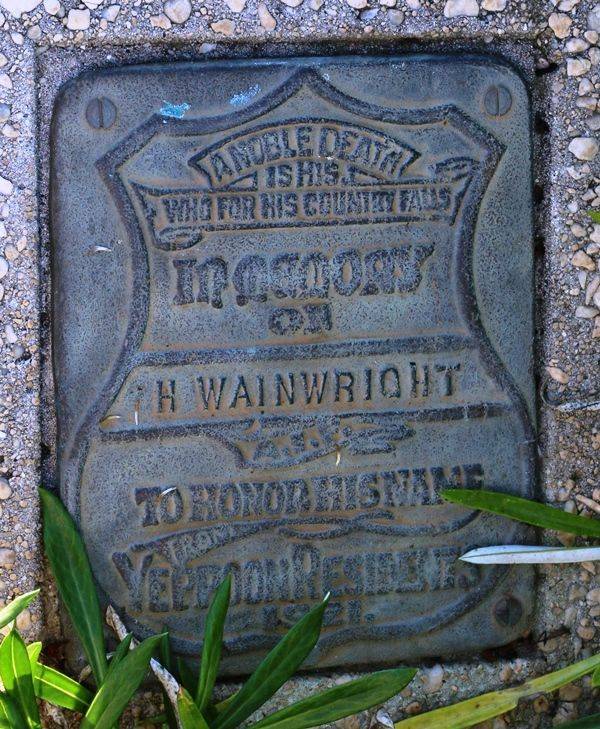 A NOBLE DEATH
IS HIS
WHO FOR HIS COUNTRY FALLS
IN MEMORY
OF
H WAINWRIGHT
A.I.F.
TO HONOR HIS NAME
FROM
YEPPOON RESIDENTS
1921.